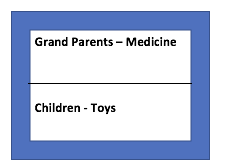 Grand Parents – Medicine
Children - Toys